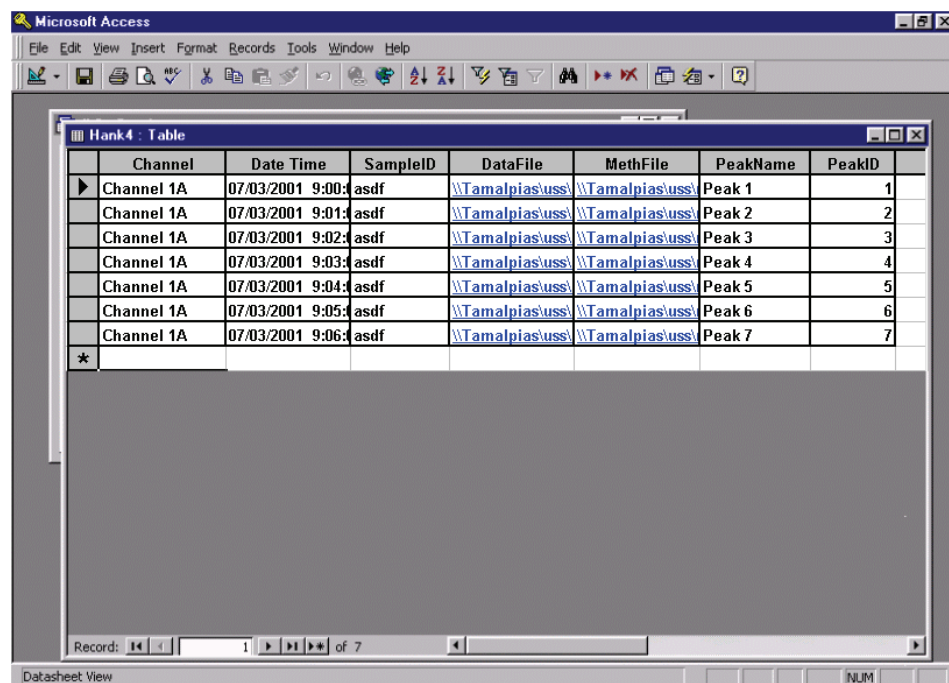 Microsoft Access
File Edit View Insert Format Records Tools Window Help
Hank4 : Table
Channel Date Time SampleID DataFile MethFile PeakName PeakID
Channel 1A 07/03/2001 9:00: asdf \\Tamalpias\uss\ \\Tamalpias\uss\ Peak 1 1
Channel 1A 07/03/2001 9:01: asdf \\Tamalpias\uss\ \\Tamalpias\uss\ Peak 2 2
Channel 1A 07/03/2001 9:02: asdf \\Tamalpias\uss\ \\Tamalpias\uss\ Peak 3 3
Channel 1A 07/03/2001 9:03: asdf \\Tamalpias\uss\ \\Tamalpias\uss\ Peak 4 4
Channel 1A 07/03/2001 9:04: asdf \\Tamalpias\uss\ \\Tamalpias\uss\ Peak 5 5
Channel 1A 07/03/2001 9:05: asdf \\Tamalpias\uss\ \\Tamalpias\uss\ Peak 6 6
Channel 1A 07/03/2001 9:06: asdf \\Tamalpias\uss\ \\Tamalpias\uss\ Peak 7 7
*
Record: 1 of 7
Datasheet View NUM